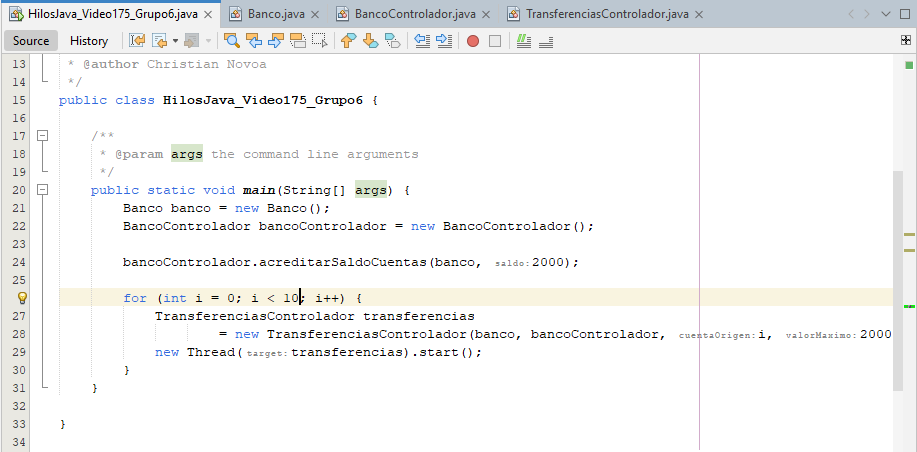 HilosJava_Video175_Grupo6.java Banco.java BancoControlador.java TransferenciasControlador.java
Source History
13 * @author Christian Novoa
14 */
15 public class HilosJava_Video175_Grupo6 {
16
17 /**
18 * @param args the command line arguments
19 */
20 public static void main(String[] args) {
21 Banco banco = new Banco();
22 BancoControlador bancoControlador = new BancoControlador();
23
24 bancoControlador.acreditarSaldoCuentas(banco, saldo: 2000);
25
for (int i = 0; i < 10; i++) {
27 TransferenciasControlador transferencias
28 = new TransferenciasControlador(banco, bancoControlador, cuentaOrigen: i, valorMaximo: 2000
29 new Thread( target: transferencias).start();
30 }
31 }
32
33 }
34